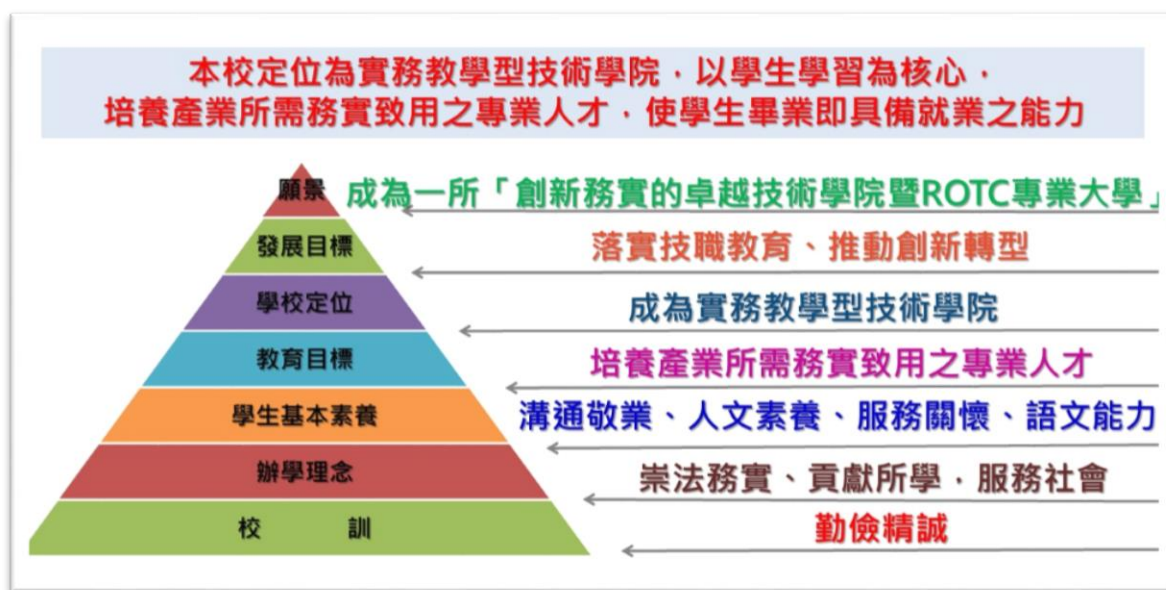 本校定位為實務教學型技術學院，以學生學習為核心，
培養產業所需務實致用之專業人才，使學生畢業即具備就業之能力
願景 成為一所「創新務實的卓越技術學院暨ROTC專業大學」
發展目標 落實技職教育、推動創新轉型
學校定位 成為實務教學型技術學院
教育目標 培養產業所需務實致用之專業人才
學生基本素養 溝通敬業、人文素養、服務關懷、語文能力
辦學理念 崇法務實、貢獻所學，服務社會
校 訓 勤儉精誠